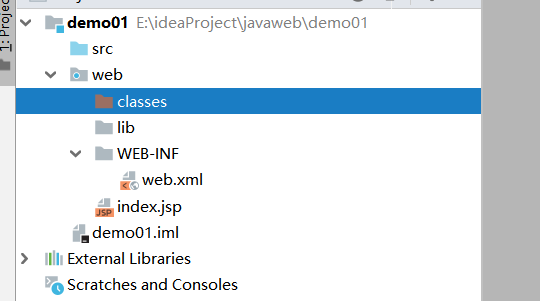 1: Project
demo01 E:\ideaProject\javaweb\demo01
src
web
classes
lib
WEB-INF
web.xml
JSP index.jsp
demo01.iml
External Libraries
Scratches and Consoles